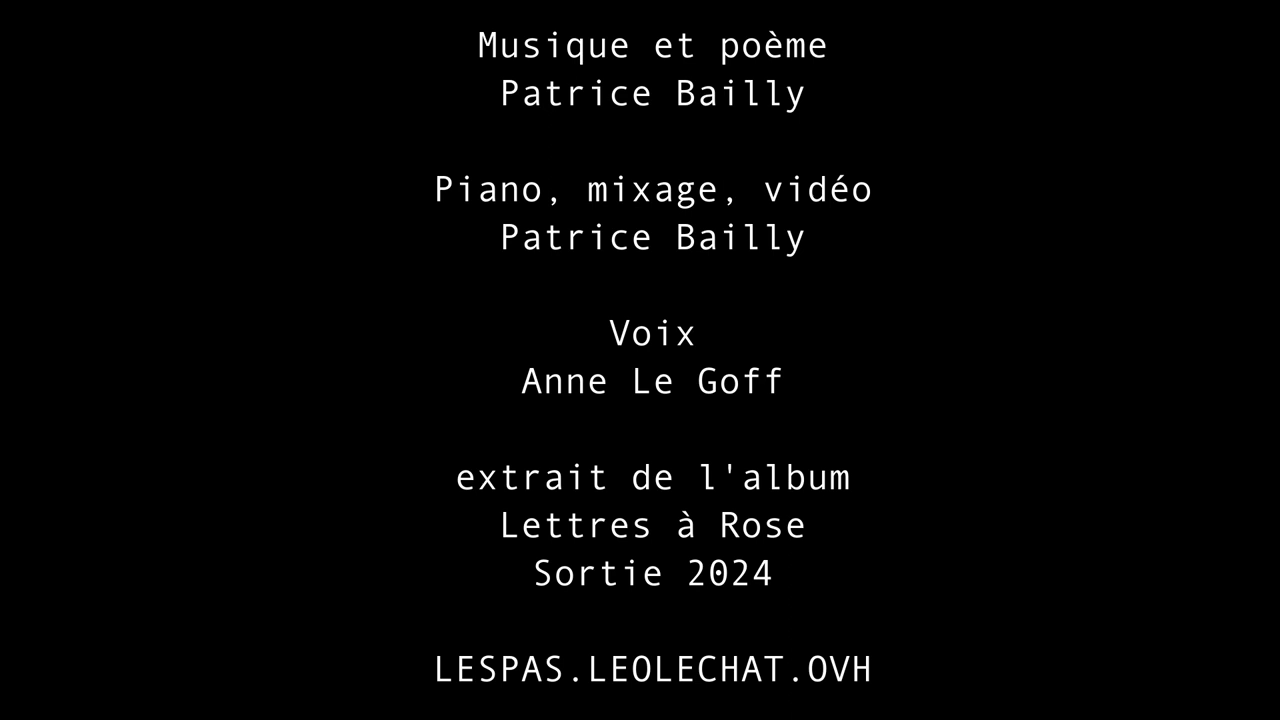 Musique et poème
Patrice Bailly
Piano, mixage, vidéo
Patrice Bailly
Voix
Anne Le Goff
extrait de l'album
Lettres à Rose
Sortie 2024
LESPAS.LEOLECHAT.OVH